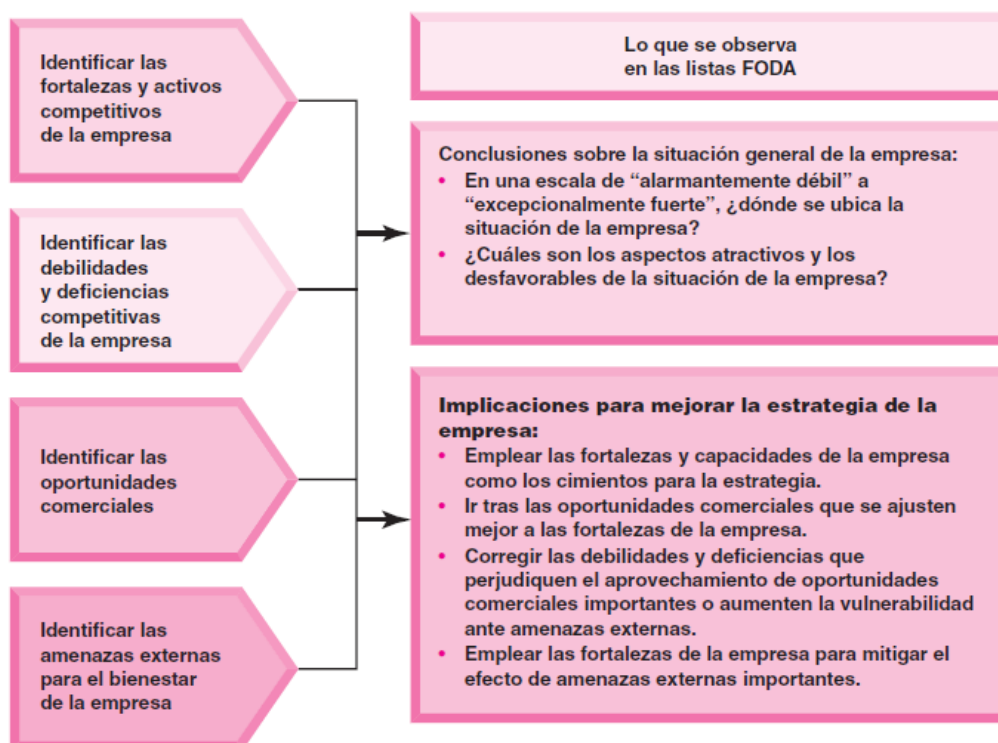 Identificar las
fortalezas y activos
competitivos
de la empresa
Identificar las
debilidades
y deficiencias
competitivas
de la empresa
Identificar las
oportunidades
comerciales
Identificar las
amenazas externas
para el bienestar
de la empresa
Lo que se observa
en las listas FODA
Conclusiones sobre la situación general de la empresa:
• En una escala de “alarmantemente débil” a
“excepcionalmente fuerte”, ¿dónde se ubica la
situación de la empresa?
• ¿Cuáles son los aspectos atractivos y los
desfavorables de la situación de la empresa?
Implicaciones para mejorar la estrategia de la
empresa:
• Emplear las fortalezas y capacidades de la empresa
como los cimientos para la estrategia.
• Ir tras las oportunidades comerciales que se ajusten
mejor a las fortalezas de la empresa.
• Corregir las debilidades y deficiencias que
perjudiquen el aprovechamiento de oportunidades
comerciales importantes o aumenten la vulnerabilidad
ante amenazas externas.
• Emplear las fortalezas de la empresa para mitigar el
efecto de amenazas externas importantes.